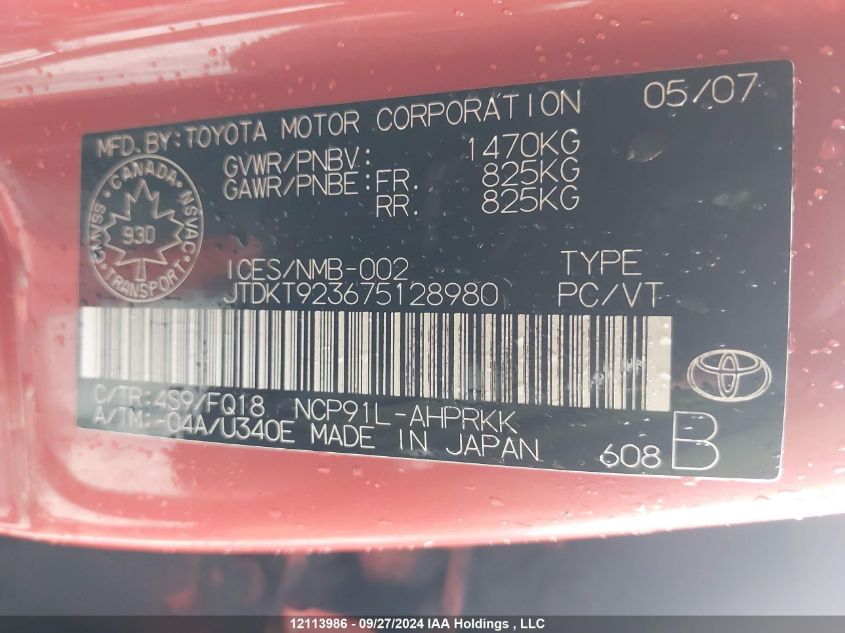 MFD.BY:TOYOTA MOTOR CORPORATION 05/07
GVWR/PNBV: 1470KG
GAWR/PNBE:FR. 825KG
RR. 825KG
CANADA
CMVSS NSVAC
930
TRANSPORT
ICES/NMB-002 TYPE
JTDKT923675128980 PC/VT
C/TR:4S9/FQ18 NCP91L-AHPRKK
A/TM:-04A/U340E MADE IN JAPAN
608 B
12113986 - 09/27/2024 IAA Holdings , LLC